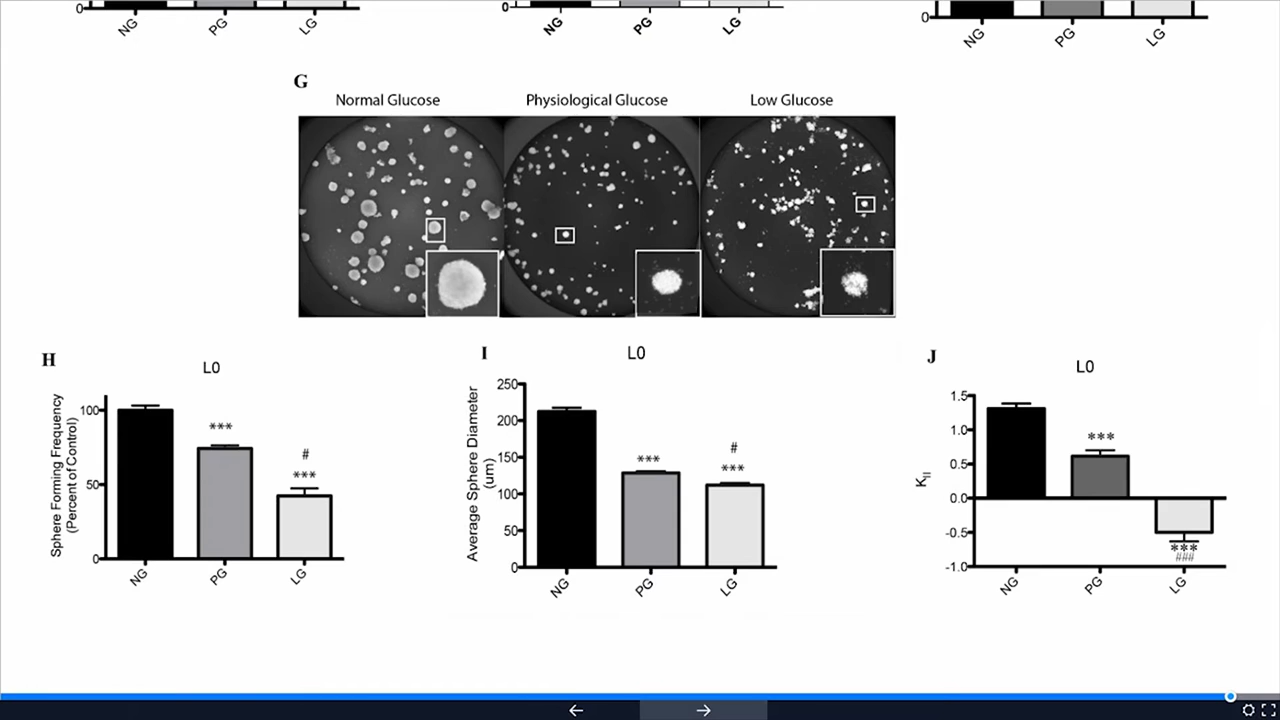 0
NG
PG
LG
0
NG
PG
LG
0
NG
PG
LG
G
Normal Glucose
Physiological Glucose
Low Glucose
H
L0
Sphere Forming Frequency
(Percent of Control)
100
50
0
***
#
***
NG
PG
LG
I
L0
Average Sphere Diameter
(um)
250
200
150
100
50
0
***
#
***
NG
PG
LG
J
L0
KII
1.5
1.0
0.5
0.0
-0.5
-1.0
***
***
###
NG
PG
LG